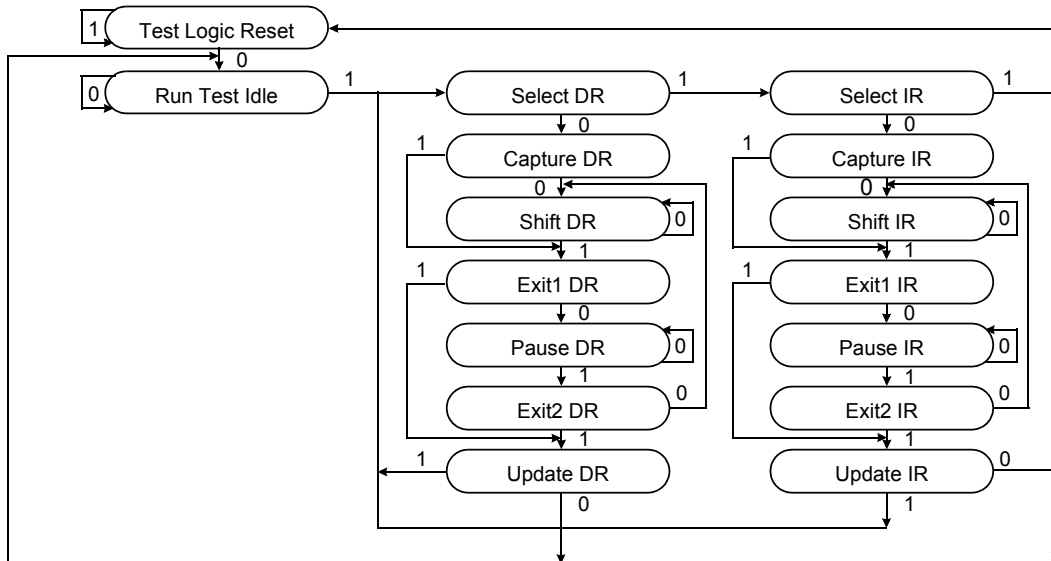 Test Logic Reset
1
0
Run Test Idle
0
1
Select DR
1
Select IR
1
0
0
1
Capture DR
1
Capture IR
0
0
Shift DR
0
Shift IR
0
1
1
1
Exit1 DR
1
Exit1 IR
0
0
Pause DR
0
Pause IR
0
1
1
Exit2 DR
0
Exit2 IR
0
1
1
1
Update DR
Update IR
0
0
1